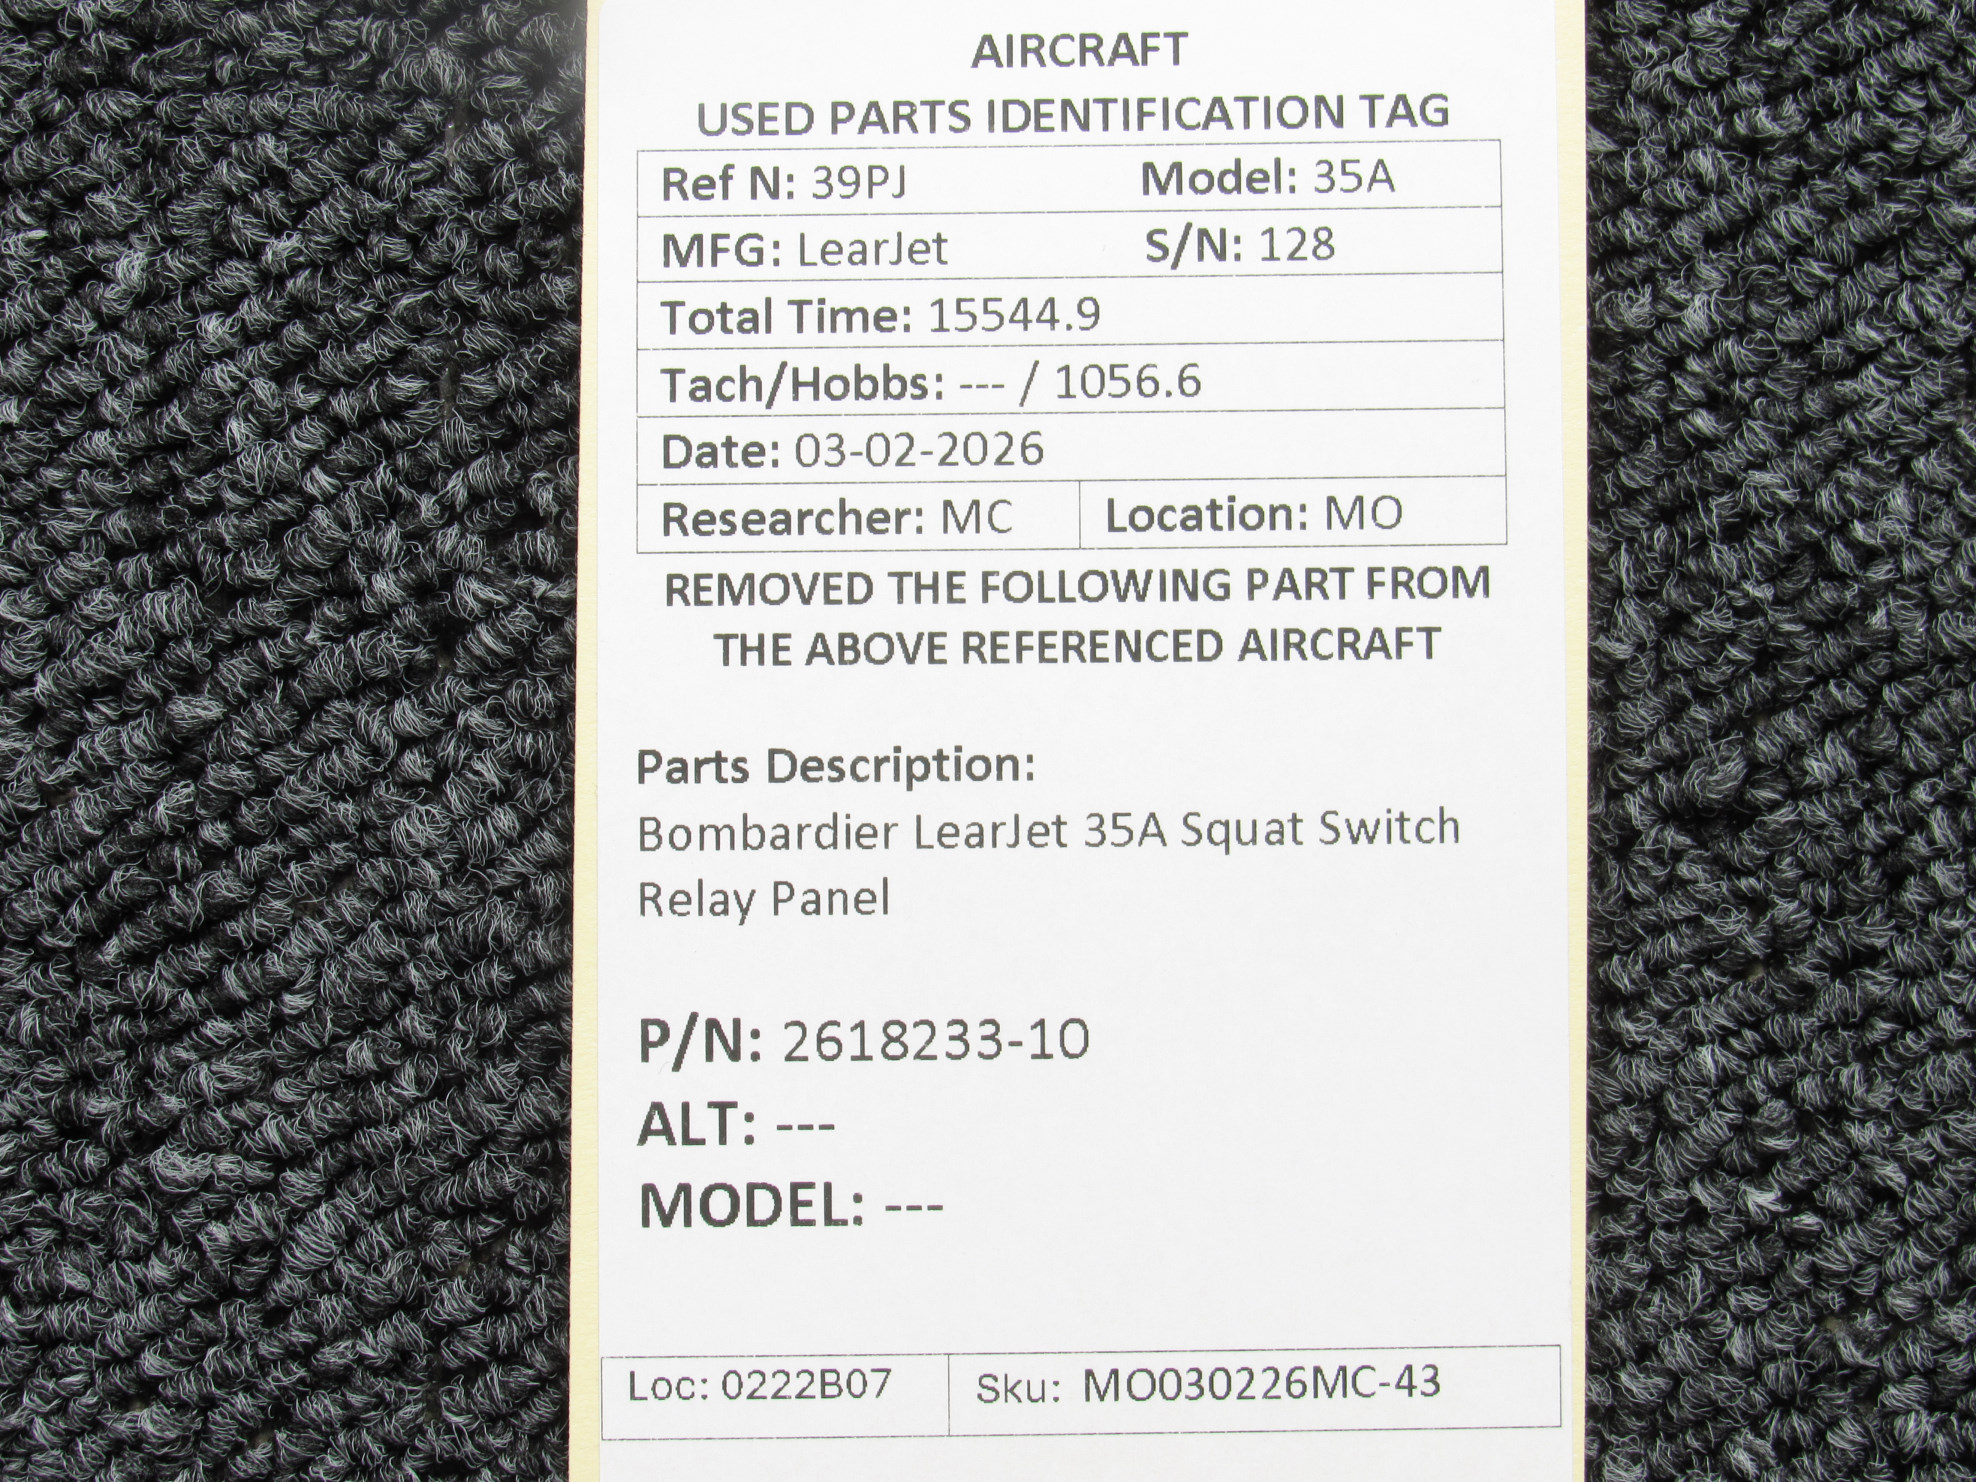 AIRCRAFT
USED PARTS IDENTIFICATION TAG
Ref N: 39PJ Model: 35A
MFG: LearJet S/N: 128
Total Time: 15544.9
Tach/Hobbs: --- / 1056.6
Date: 03-02-2026
Researcher: MC Location: MO
REMOVED THE FOLLOWING PART FROM
THE ABOVE REFERENCED AIRCRAFT
Parts Description:
Bombardier LearJet 35A Squat Switch
Relay Panel
P/N: 2618233-10
ALT: ---
MODEL: ---
Loc: 0222B07 Sku: MO030226MC-43